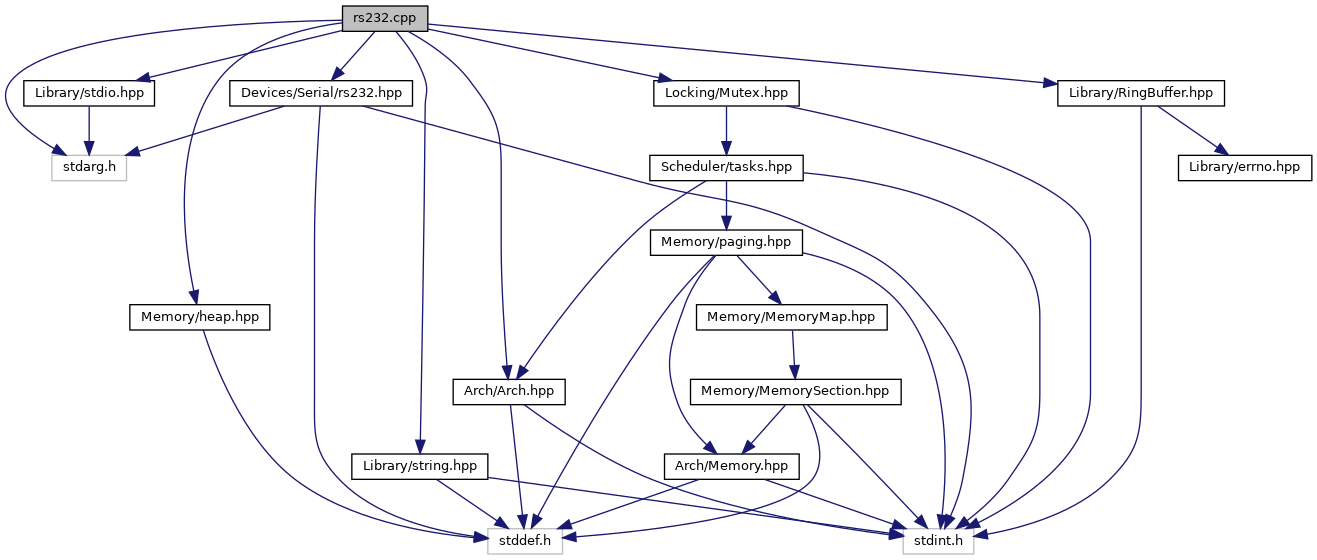 rs232.cpp
Library/stdio.hpp
Devices/Serial/rs232.hpp
Locking/Mutex.hpp
Library/RingBuffer.hpp
stdarg.h
Scheduler/tasks.hpp
Library/errno.hpp
Memory/paging.hpp
Memory/heap.hpp
Memory/MemoryMap.hpp
Arch/Arch.hpp
Memory/MemorySection.hpp
Library/string.hpp
Arch/Memory.hpp
stddef.h
stdint.h